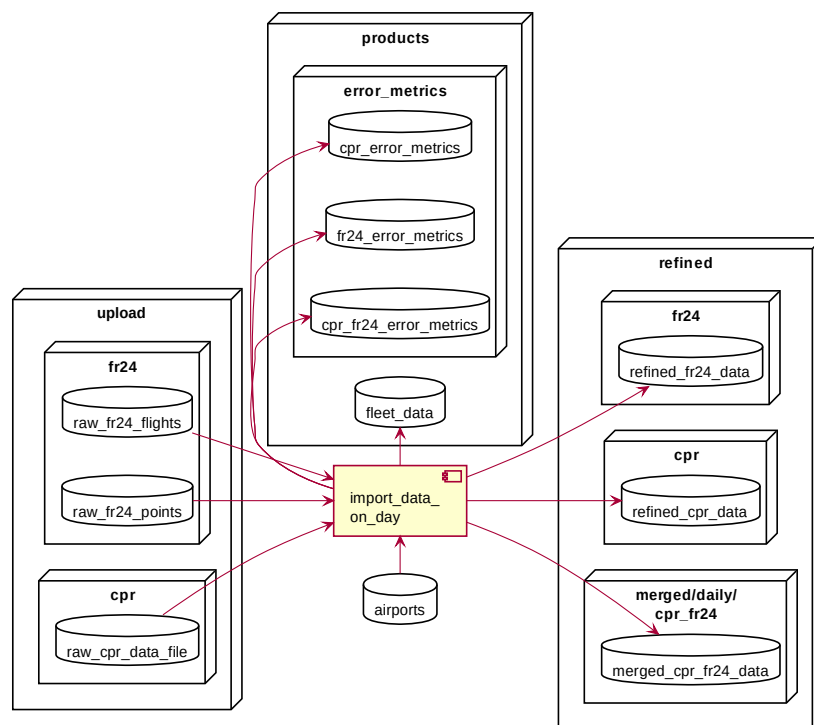 products
error_metrics
cpr_error_metrics
fr24_error_metrics
cpr_fr24_error_metrics
fleet_data
upload
fr24
raw_fr24_flights
raw_fr24_points
cpr
raw_cpr_data_file
import_data_
on_day
airports
refined
fr24
refined_fr24_data
cpr
refined_cpr_data
merged/daily/
cpr_fr24
merged_cpr_fr24_data